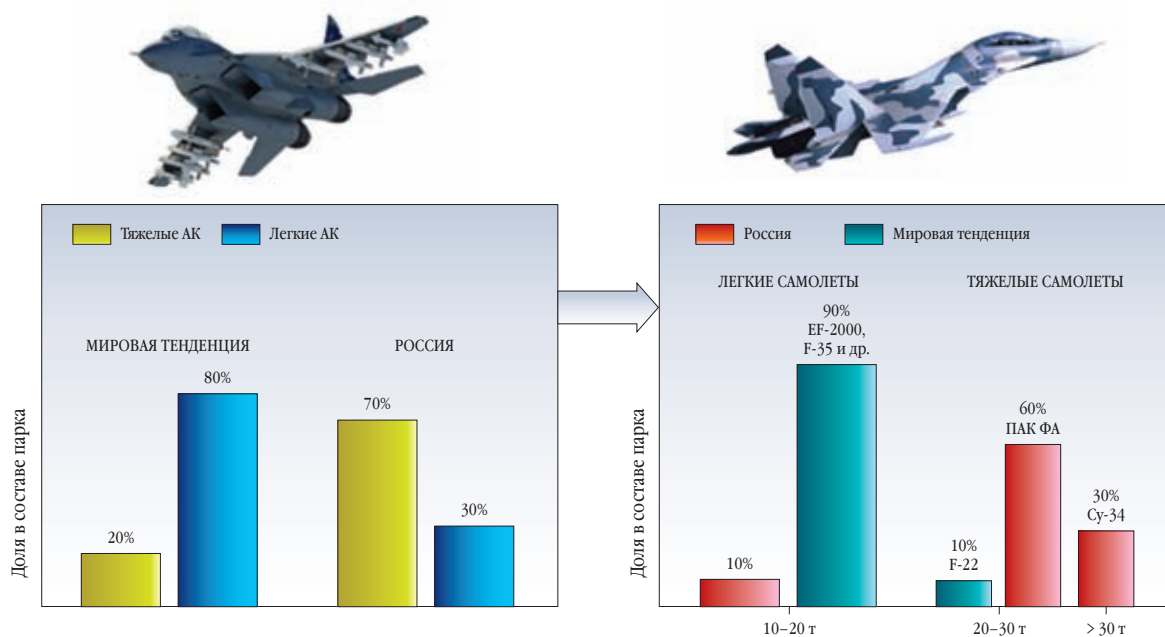 Тяжелые АК
Легкие АК
МИРОВАЯ ТЕНДЕНЦИЯ
РОССИЯ
80%
70%
30%
20%
Доля в составе парка
Россия
Мировая тенденция
ЛЕГКИЕ САМОЛЕТЫ
ТЯЖЕЛЫЕ САМОЛЕТЫ
90%
EF-2000,
F-35 и др.
60%
ПАК ФА
30%
Су-34
10%
10%
F-22
Доля в составе парка
10–20 т
20–30 т
> 30 т